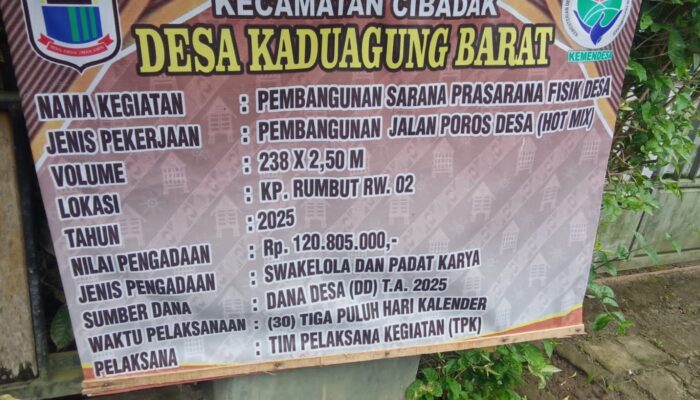 KECAMATAN CIBADAK
DESA KADUAGUNG BARAT
KEMENDESA
NAMA KEGIATAN : PEMBANGUNAN SARANA PRASARANA FISIK DESA
JENIS PEKERJAAN : PEMBANGUNAN JALAN POROS DESA (HOT MIX)
VOLUME : 238 X 2,50 M
LOKASI : KP. RUMBUT RW. 02
TAHUN : 2025
NILAI PENGADAAN : Rp. 120.805.000,-
JENIS PENGADAAN : SWAKELOLA DAN PADAT KARYA
SUMBER DANA : DANA DESA (DD) T.A. 2025
WAKTU PELAKSANAAN : (30) TIGA PULUH HARI KALENDER
PELAKSANA : TIM PELAKSANA KEGIATAN (TPK)